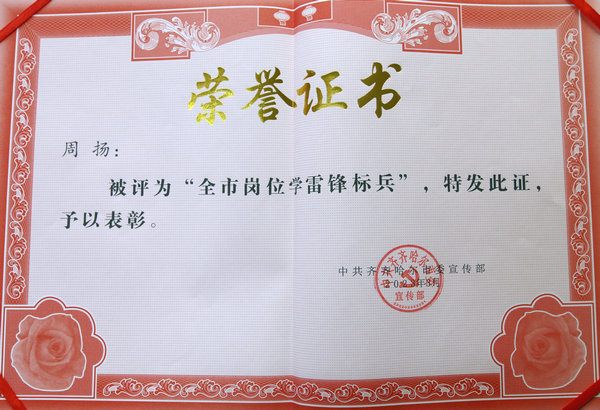 荣誉证书
周 扬：
被评为“全市岗位学雷锋标兵”，特发此证，
予以表彰。
中共齐齐哈尔市委宣传部
宣传部